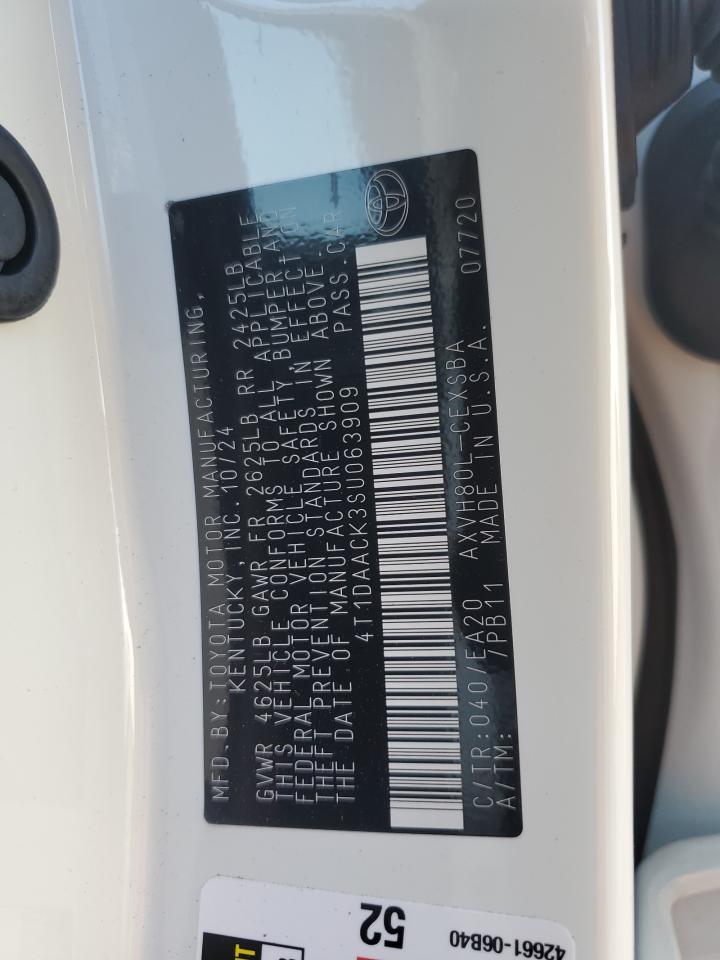 MFD.BY:TOYOTA MOTOR MANUFACTURING,
KENTUCKY, INC. 10/24
GVWR 4625LB GAWR FR 2625LB RR 2425LB
THIS VEHICLE CONFORMS TO ALL APPLICABLE
FEDERAL MOTOR VEHICLE SAFETY, BUMPER, AND
THEFT PREVENTION STANDARDS IN EFFECT ON
THE DATE OF MANUFACTURE SHOWN ABOVE.
4T1DAACK3SU063909 PASS.CAR
C/TR:040/EA20 AXVH80L-CEXSBA 07720
A/TM: /PB11 MADE IN U.S.A.
52
42661-06B40